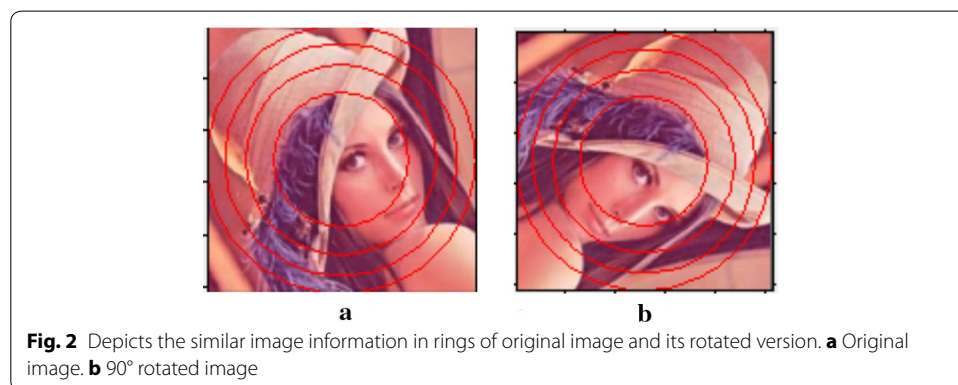 a
b
Fig. 2 Depicts the similar image information in rings of original image and its rotated version. a Original
image. b 90° rotated image